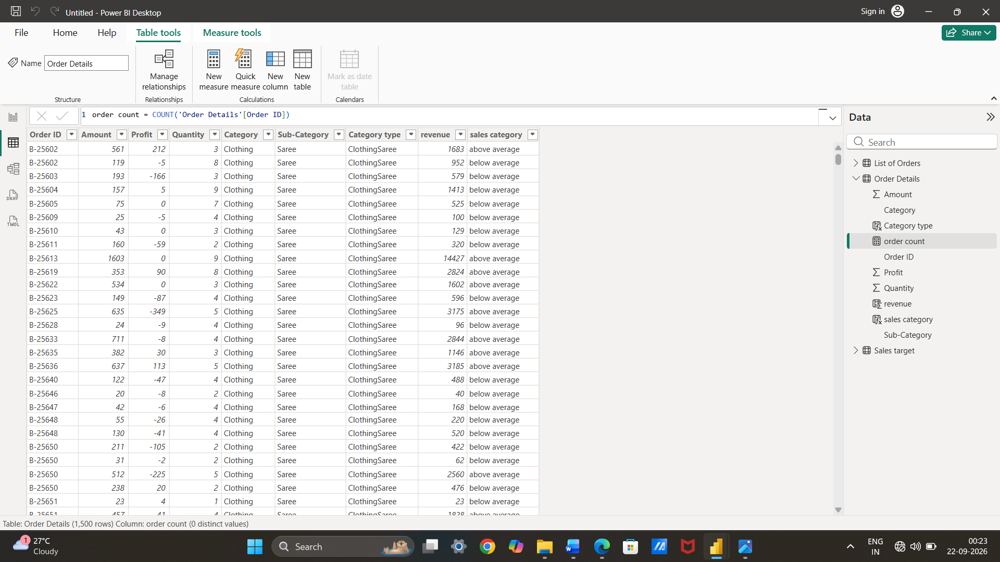 Untitled - Power BI Desktop
Sign in
File Home Help Table tools Measure tools
Share
Name Order Details
Manage relationships
New measure
Quick measure
New column
New table
Mark as date table
Structure Relationships Calculations Calendars
1 order count = COUNT('Order Details'[Order ID])
Order ID Amount Profit Quantity Category Sub-Category Category type revenue sales category
B-25602 561 212 3 Clothing Saree ClothingSaree 1683 above average
B-25602 119 -5 8 Clothing Saree ClothingSaree 952 below average
B-25603 193 -166 3 Clothing Saree ClothingSaree 579 below average
B-25604 157 5 9 Clothing Saree ClothingSaree 1413 below average
B-25605 75 0 7 Clothing Saree ClothingSaree 525 below average
B-25609 25 -5 4 Clothing Saree ClothingSaree 100 below average
B-25610 43 0 3 Clothing Saree ClothingSaree 129 below average
B-25611 160 -59 2 Clothing Saree ClothingSaree 320 below average
B-25613 1603 0 9 Clothing Saree ClothingSaree 14427 above average
B-25619 353 90 8 Clothing Saree ClothingSaree 2824 above average
B-25622 534 0 3 Clothing Saree ClothingSaree 1602 above average
B-25623 149 -87 4 Clothing Saree ClothingSaree 596 below average
B-25625 635 -349 5 Clothing Saree ClothingSaree 3175 above average
B-25628 24 -9 4 Clothing Saree ClothingSaree 96 below average
B-25633 711 -8 4 Clothing Saree ClothingSaree 2844 above average
B-25635 382 30 3 Clothing Saree ClothingSaree 1146 above average
B-25636 637 113 5 Clothing Saree ClothingSaree 3185 above average
B-25640 122 -47 4 Clothing Saree ClothingSaree 488 below average
B-25646 20 -8 2 Clothing Saree ClothingSaree 40 below average
B-25647 42 -6 4 Clothing Saree ClothingSaree 168 below average
B-25648 55 -26 4 Clothing Saree ClothingSaree 220 below average
B-25648 130 -41 4 Clothing Saree ClothingSaree 520 below average
B-25650 211 -105 2 Clothing Saree ClothingSaree 422 below average
B-25650 31 -2 2 Clothing Saree ClothingSaree 62 below average
B-25650 512 -225 5 Clothing Saree ClothingSaree 2560 above average
B-25650 238 20 2 Clothing Saree ClothingSaree 476 below average
B-25651 23 4 1 Clothing Saree ClothingSaree 23 below average
Data
Search
List of Orders
Order Details
Amount
Category
Category type
order count
Order ID
Profit
Quantity
revenue
sales category
Sub-Category
Sales target
DAX
TMDL
Table: Order Details (1,500 rows) Column: order count (0 distinct values)
1
27°C
Cloudy
Search
ENG
IN
00:23
22-09-2026